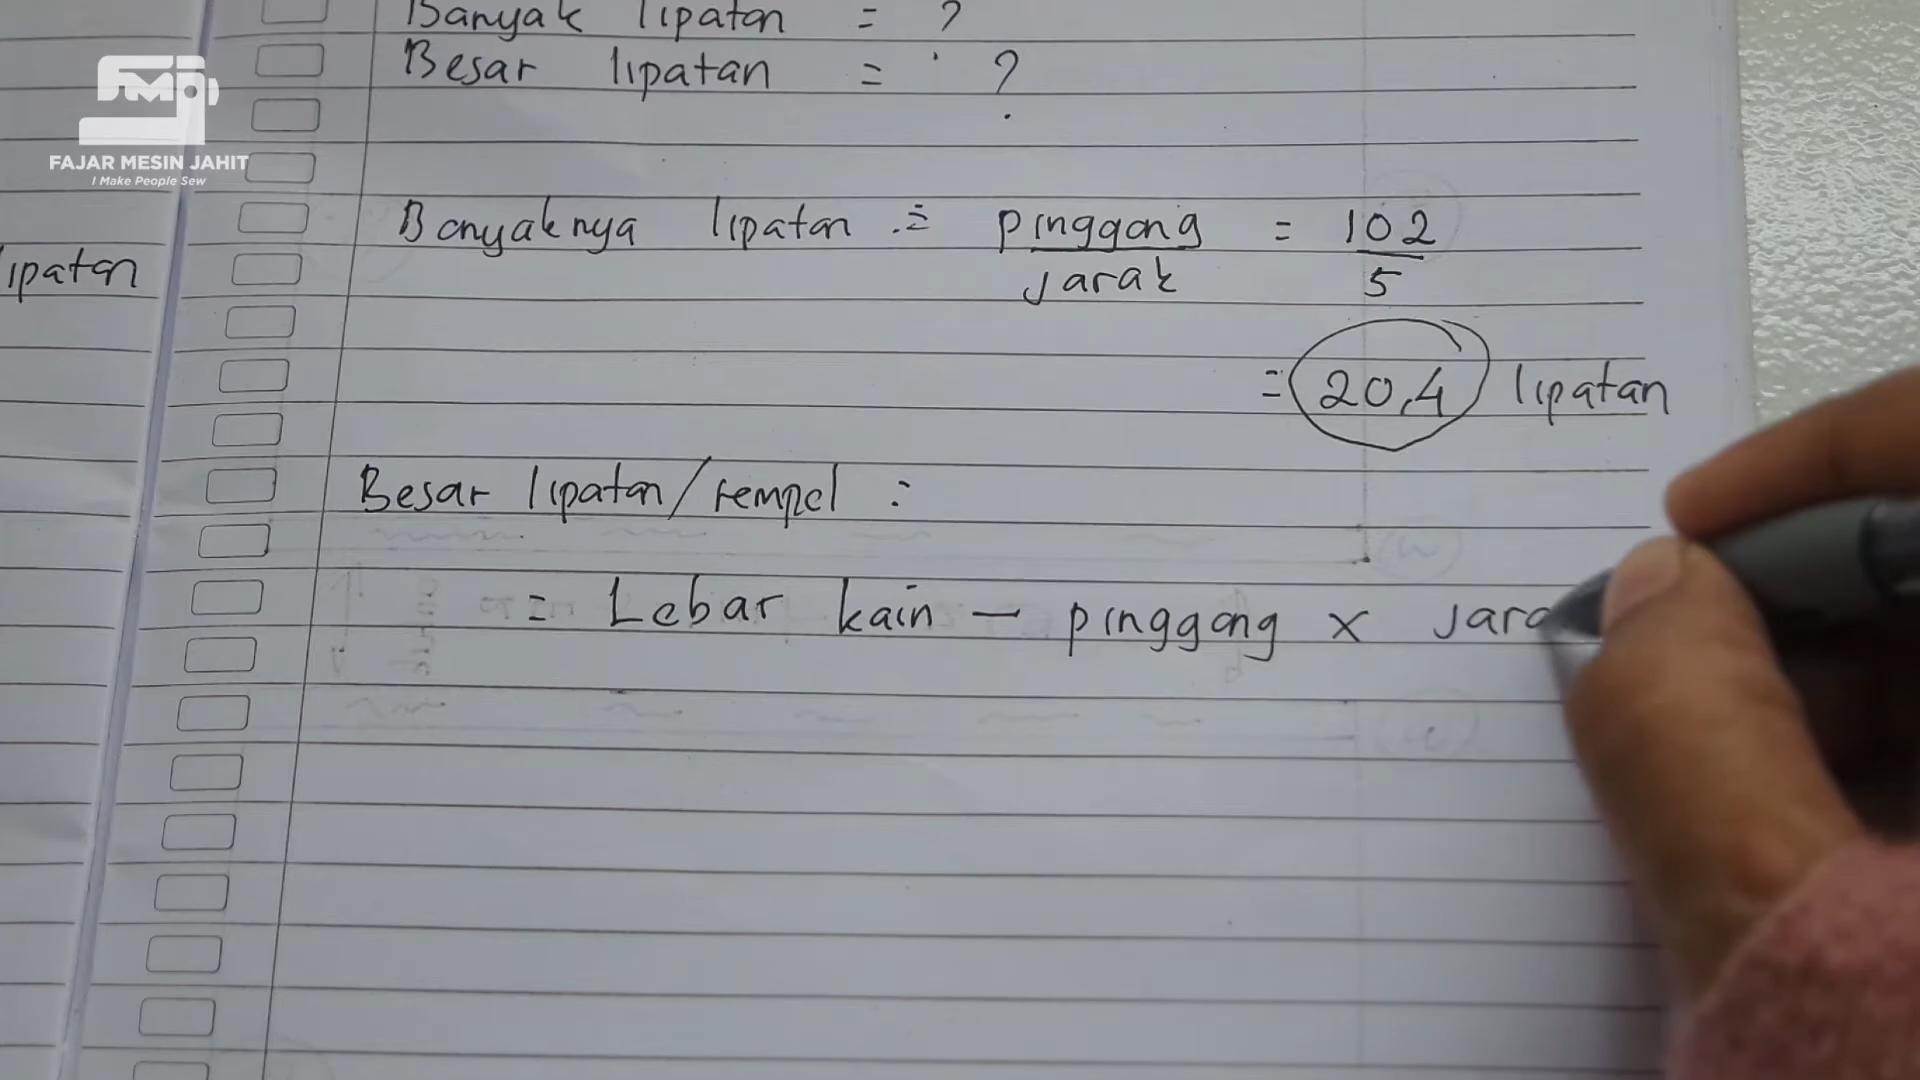 Banyak lipatan = ?
Besar lipatan = ?
FMJ
FAJAR MESIN JAHIT
I Make People Sew
Banyaknya lipatan := pinggang = 102
lipatan
jarak 5
= 20,4 lipatan
Besar lipatan/rempel :
= Lebar kain - pinggang x jara